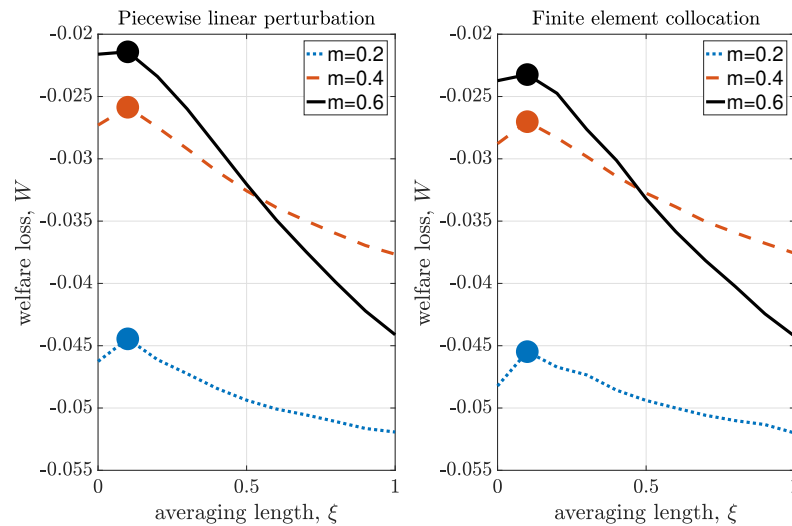 Piecewise linear perturbation
-0.02
-0.025
-0.03
-0.035
-0.04
-0.045
-0.05
-0.055
welfare loss, W
m=0.2
m=0.4
m=0.6
0
0.5
1
averaging length, ξ
Finite element collocation
-0.02
-0.025
-0.03
-0.035
-0.04
-0.045
-0.05
-0.055
welfare loss, W
m=0.2
m=0.4
m=0.6
0
0.5
1
averaging length, ξ